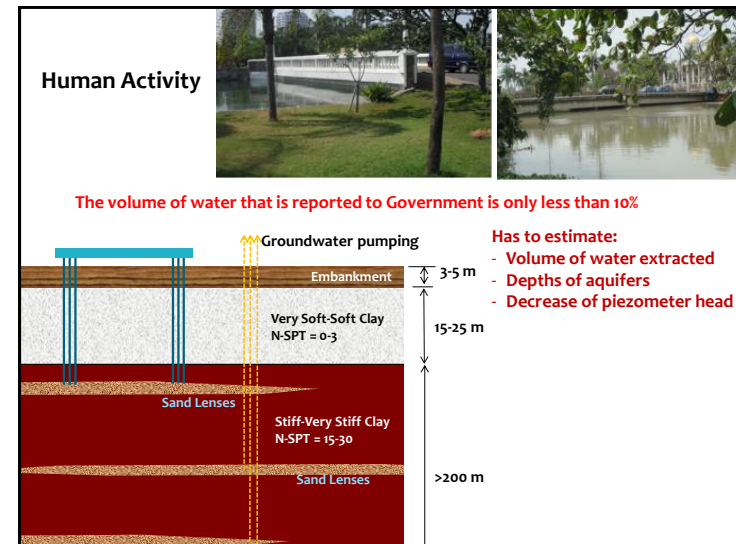 Human Activity
The volume of water that is reported to Government is only less than 10%
Groundwater pumping
Has to estimate:
- Volume of water extracted
- Depths of aquifers
- Decrease of piezometer head
Embankment
3-5 m
Very Soft-Soft Clay
N-SPT = 0-3
15-25 m
Sand Lenses
Stiff-Very Stiff Clay
N-SPT = 15-30
Sand Lenses
>200 m